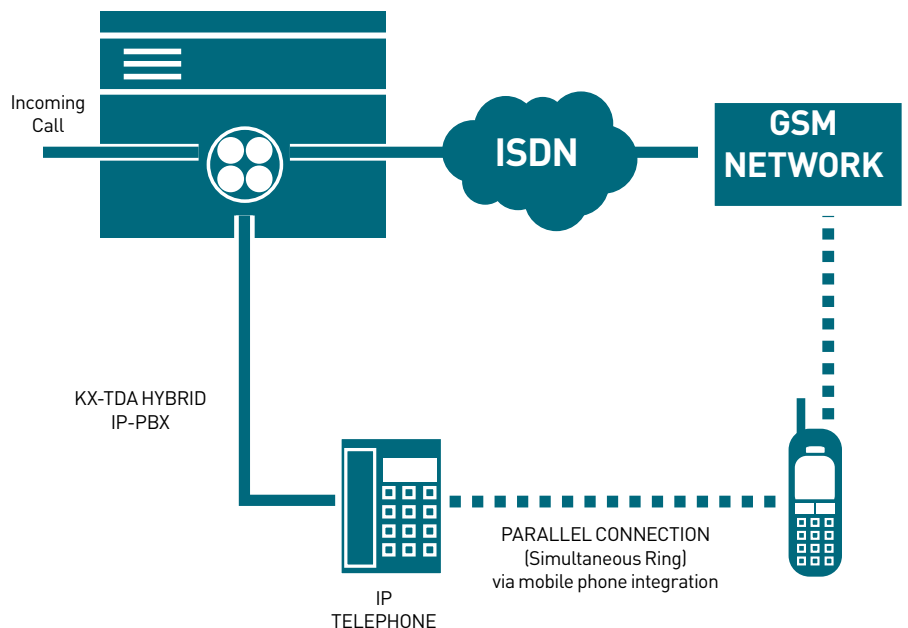 Incoming
Call
ISDN
GSM
NETWORK
KX-TDA HYBRID
IP-PBX
PARALLEL CONNECTION
(Simultaneous Ring)
via mobile phone integration
IP
TELEPHONE